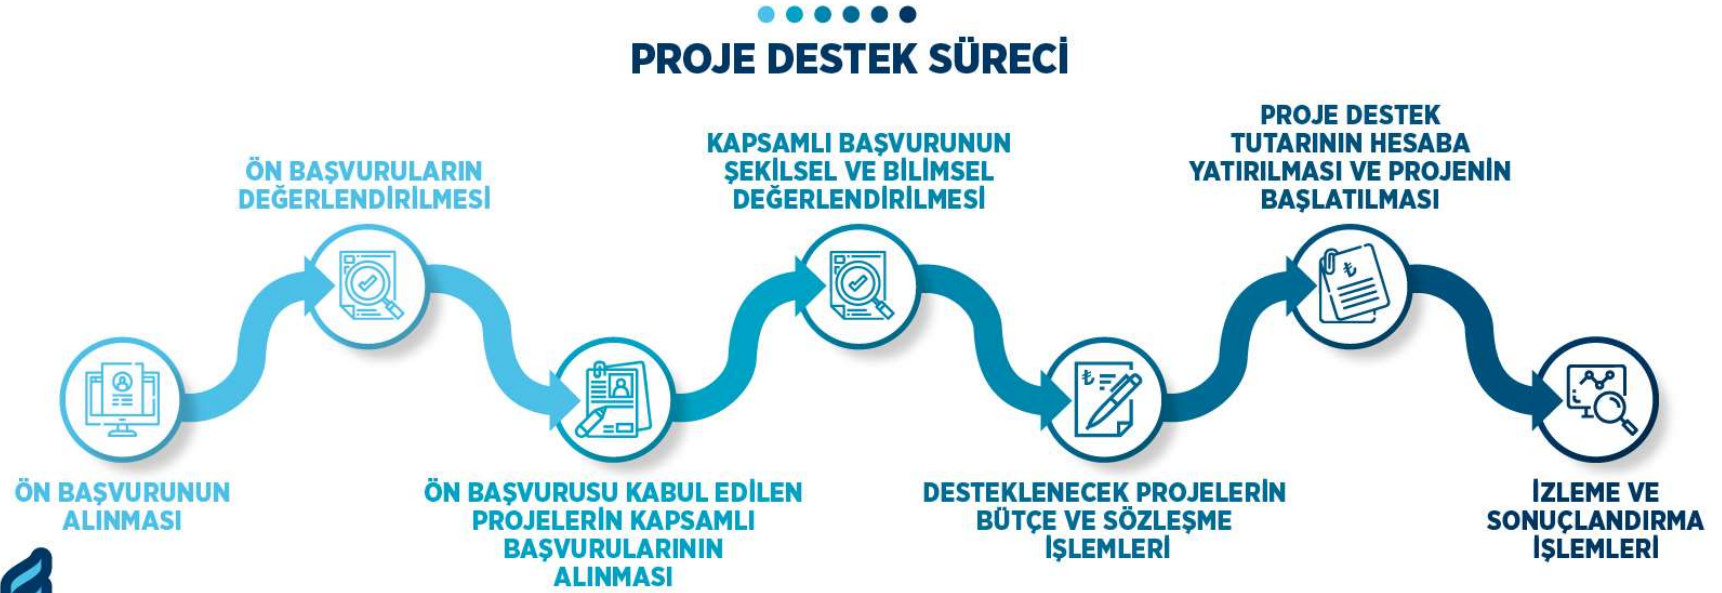 PROJE DESTEK SÜRECİ
ÖN BAŞVURUNUN
ALINMASI
ÖN BAŞVURULARIN
DEĞERLENDİRİLMESİ
ÖN BAŞVURUSU KABUL EDİLEN
PROJELERİN KAPSAMLI
BAŞVURULARININ
ALINMASI
KAPSAMLI BAŞVURUNUN
ŞEKİLSEL VE BİLİMSEL
DEĞERLENDİRİLMESİ
DESTEKLENECEK PROJELERİN
BÜTÇE VE SÖZLEŞME
İŞLEMLERİ
PROJE DESTEK
TUTARININ HESABA
YATIRILMASI VE PROJENİN
BAŞLATILMASI
İZLEME VE
SONUÇLANDIRMA
İŞLEMLERİ